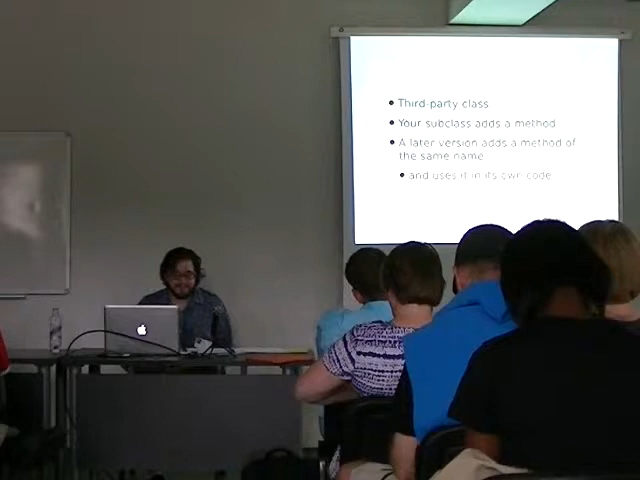 Third-party class
Your subclass adds a method
A later version adds a method of
the same name
and uses it in its own code